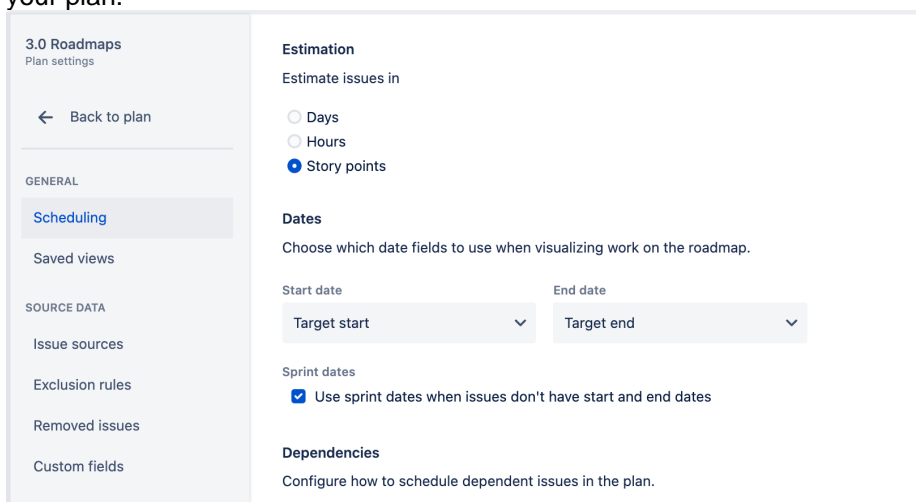 your plan.
3.0 Roadmaps
Plan settings
Back to plan
GENERAL
Scheduling
Saved views
SOURCE DATA
Issue sources
Exclusion rules
Removed issues
Custom fields
Estimation
Estimate issues in
Days
Hours
Story points
Dates
Choose which date fields to use when visualizing work on the roadmap.
Start date
End date
Target start
Target end
Sprint dates
Use sprint dates when issues don't have start and end dates
Dependencies
Configure how to schedule dependent issues in the plan.